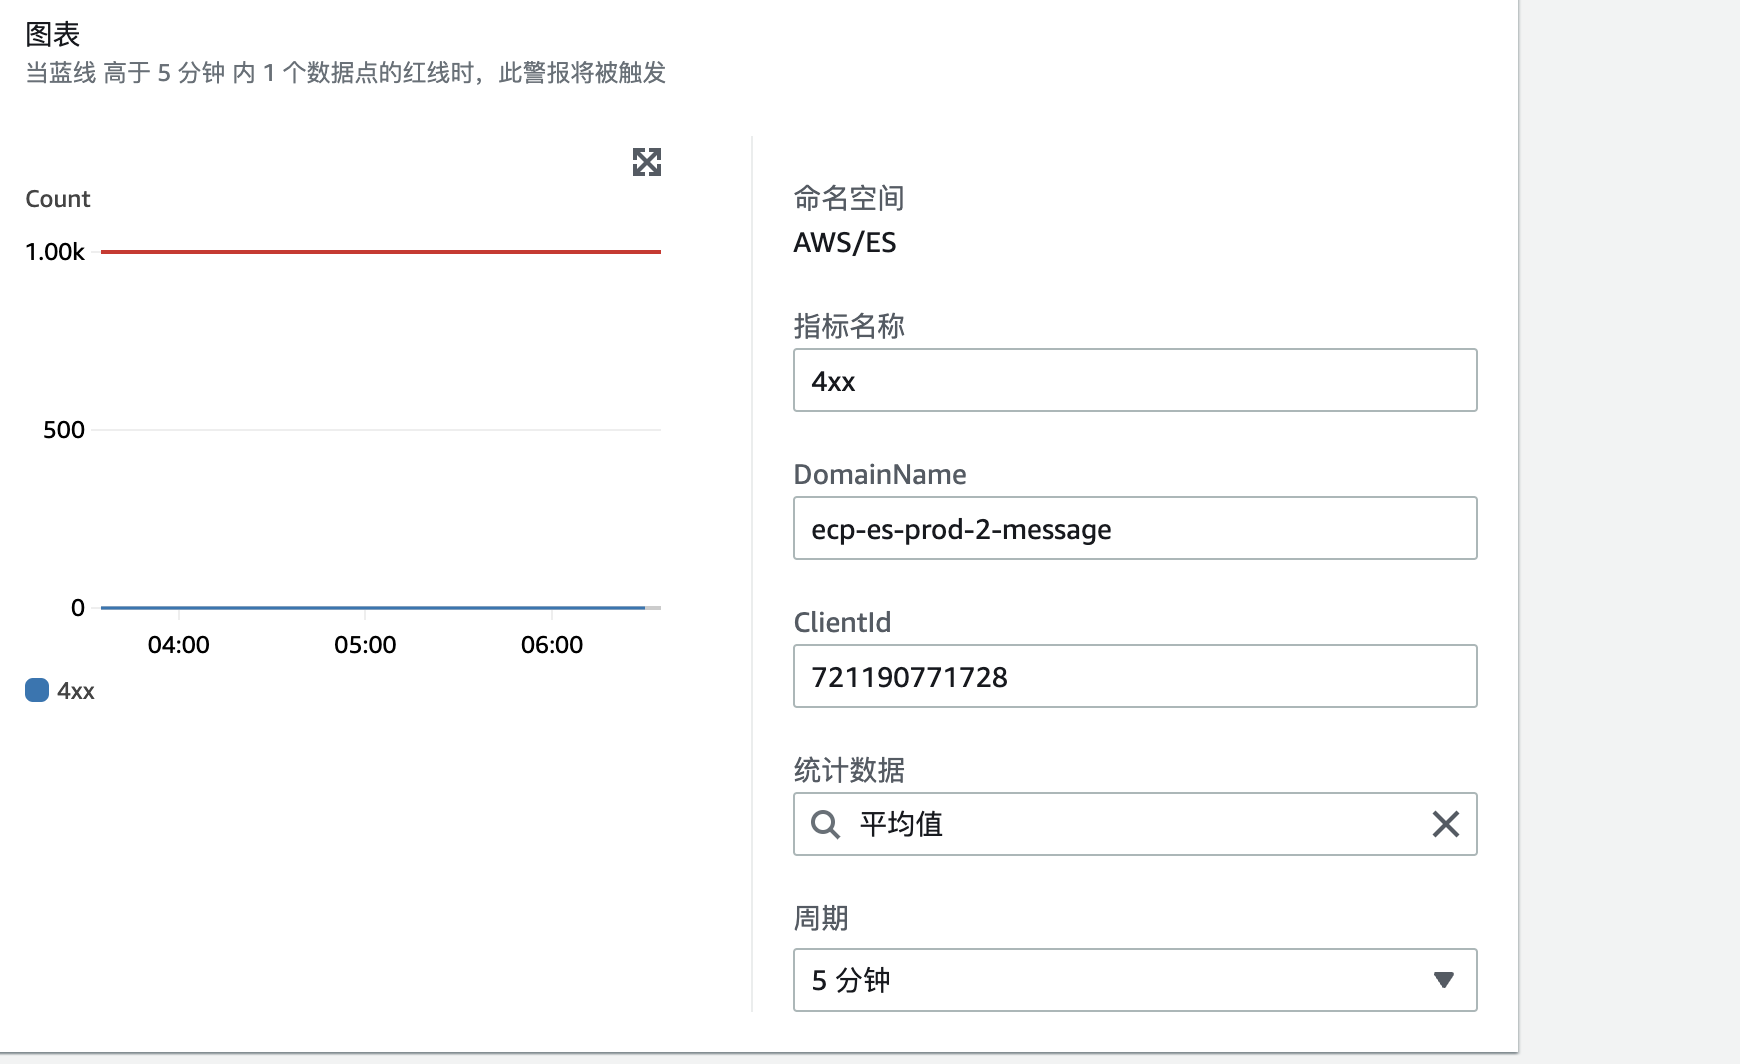 图表
当蓝线 高于 5 分钟 内 1 个数据点的红线时，此警报将被触发
Count
1.00k
500
0
04:00 05:00 06:00
4xx
命名空间
AWS/ES
指标名称
4xx
DomainName
ecp-es-prod-2-message
ClientId
721190771728
统计数据
平均值
周期
5 分钟